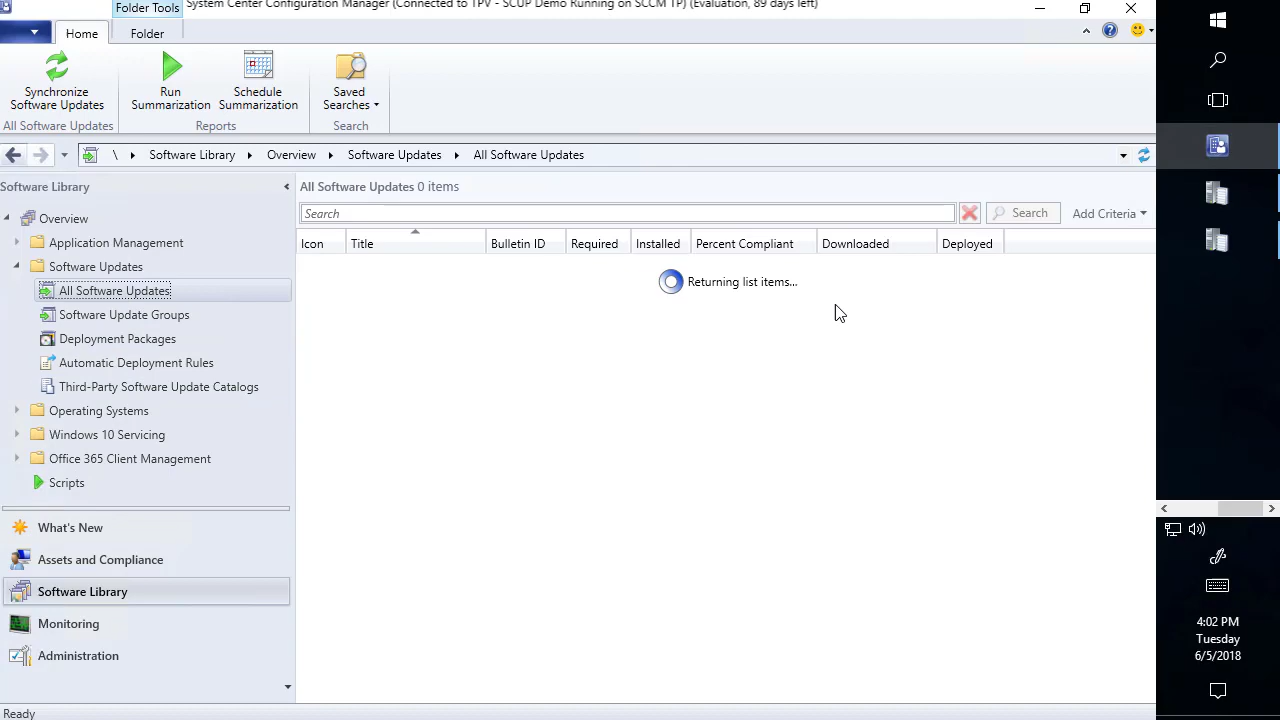 Folder Tools
System Center Configuration Manager (Connected to TPV - SCUP Demo Running on SCCM TP) (Evaluation, 89 days left)
Home
Folder
Synchronize
Software Updates
Run
Summarization
Schedule
Summarization
Saved
Searches
All Software Updates
Reports
Search
\
Software Library
Overview
Software Updates
All Software Updates
Software Library
All Software Updates 0 items
Search
Search
Add Criteria
Icon
Title
Bulletin ID
Required
Installed
Percent Compliant
Downloaded
Deployed
Returning list items...
Overview
Application Management
Software Updates
All Software Updates
Software Update Groups
Deployment Packages
Automatic Deployment Rules
Third-Party Software Update Catalogs
Operating Systems
Windows 10 Servicing
Office 365 Client Management
Scripts
What's New
Assets and Compliance
Software Library
Monitoring
Administration
Ready
4:02 PM
Tuesday
6/5/2018